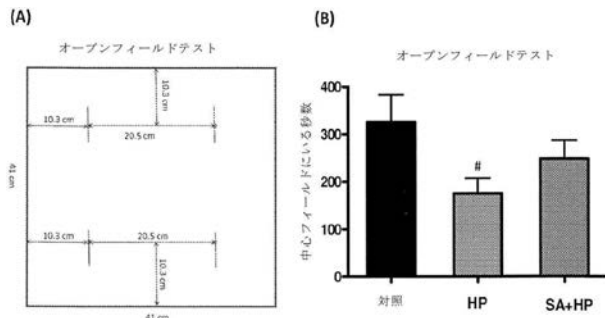 (A)
オープンフィールドテスト
10.3 cm
10.3 cm
20.5 cm
41 cm
10.3 cm
20.5 cm
10.3 cm
41 cm
(B)
オープンフィールドテスト
中心フィールドにいる秒数
400
300
200
100
0
#
対照
HP
SA+HP